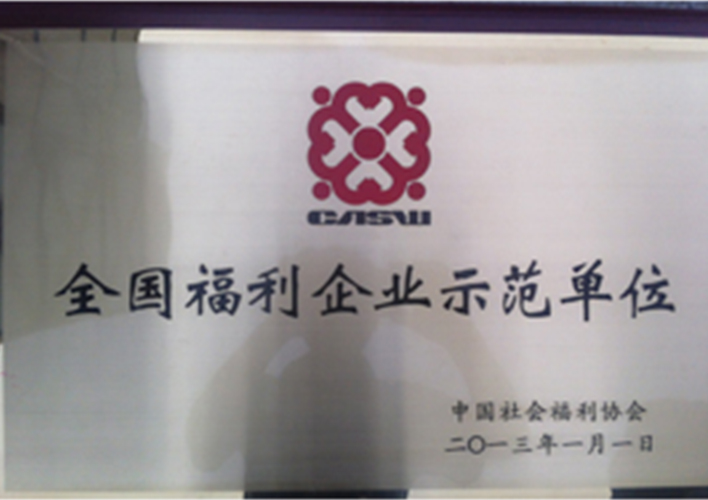 CASW
全国福利企业示范单位
中国社会福利协会
二〇一三年一月一日